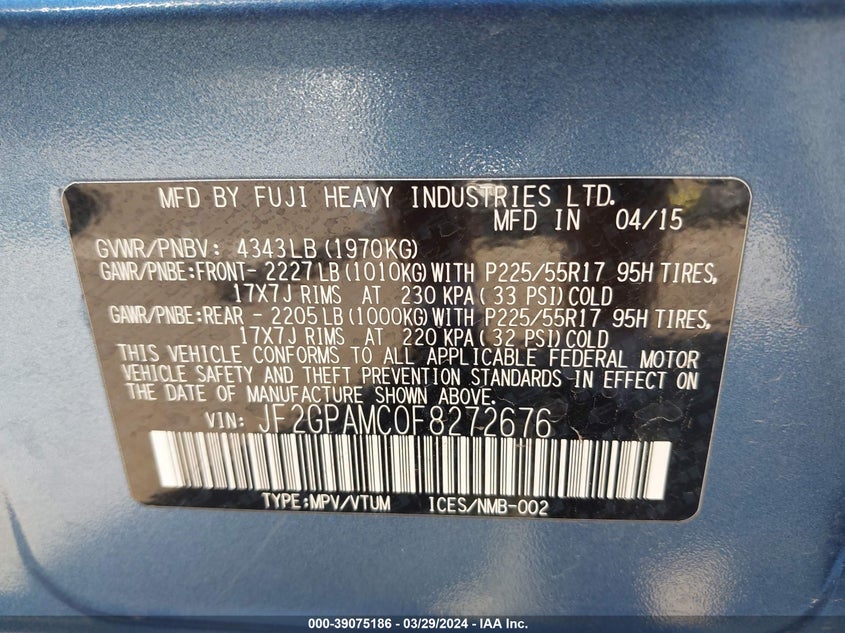 MFD BY FUJI HEAVY INDUSTRIES LTD.
MFD IN 04/15
GVWR/PNBV: 4343LB(1970KG)
GAWR/PNBE:FRONT- 2227LB(1010KG)WITH P225/55R17 95H TIRES,
17X7J RIMS AT 230 KPA( 33 PSI)COLD
GAWR/PNBE:REAR - 2205LB(1000KG)WITH P225/55R17 95H TIRES,
17X7J RIMS AT 220 KPA( 32 PSI)COLD
THIS VEHICLE CONFORMS TO ALL APPLICABLE FEDERAL MOTOR
VEHICLE SAFETY AND THEFT PREVENTION STANDARDS IN EFFECT ON
THE DATE OF MANUFACTURE SHOWN ABOVE.
VIN: JF2GPAMC0F8272676
TYPE:MPV/VTUM ICES/NMB-002
000-39075186 - 03/29/2024 - IAA Inc.